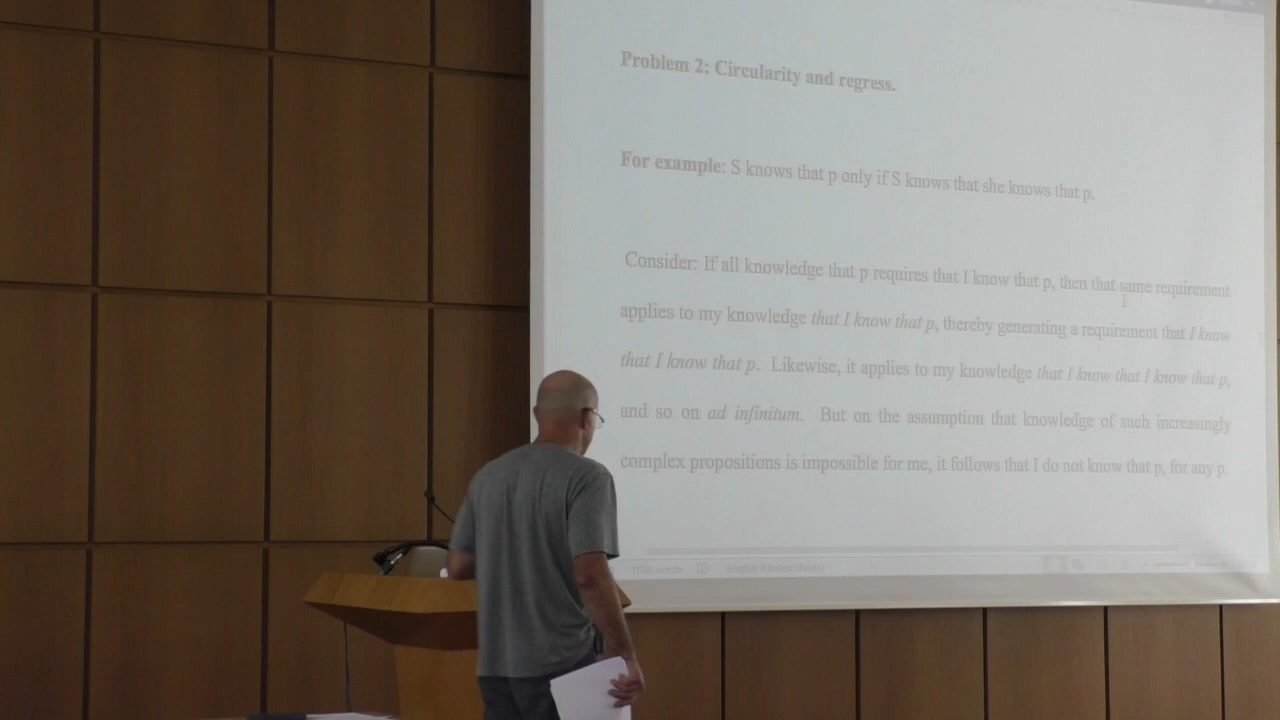 Problem 2: Circularity and regress.
For example: S knows that p only if S knows that she knows that p.
Consider: If all knowledge that p requires that I know that p, then that same requirement
applies to my knowledge that I know that p, thereby generating a requirement that I know
that I know that p. Likewise, it applies to my knowledge that I know that I know that p,
and so on ad infinitum. But on the assumption that knowledge of such increasingly
complex propositions is impossible for me, it follows that I do not know that p, for any p.
words English (United States)